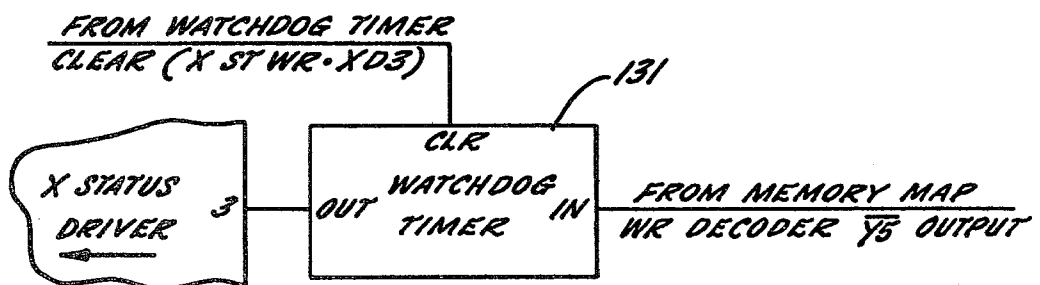 FROM WATCHDOG TIMER
CLEAR (X ST WR•XD3)
131
CLR
X STATUS
DRIVER
3
OUT
WATCHDOG
TIMER
IN
FROM MEMORY MAP
WR DECODER Y̅5̅ OUTPUT